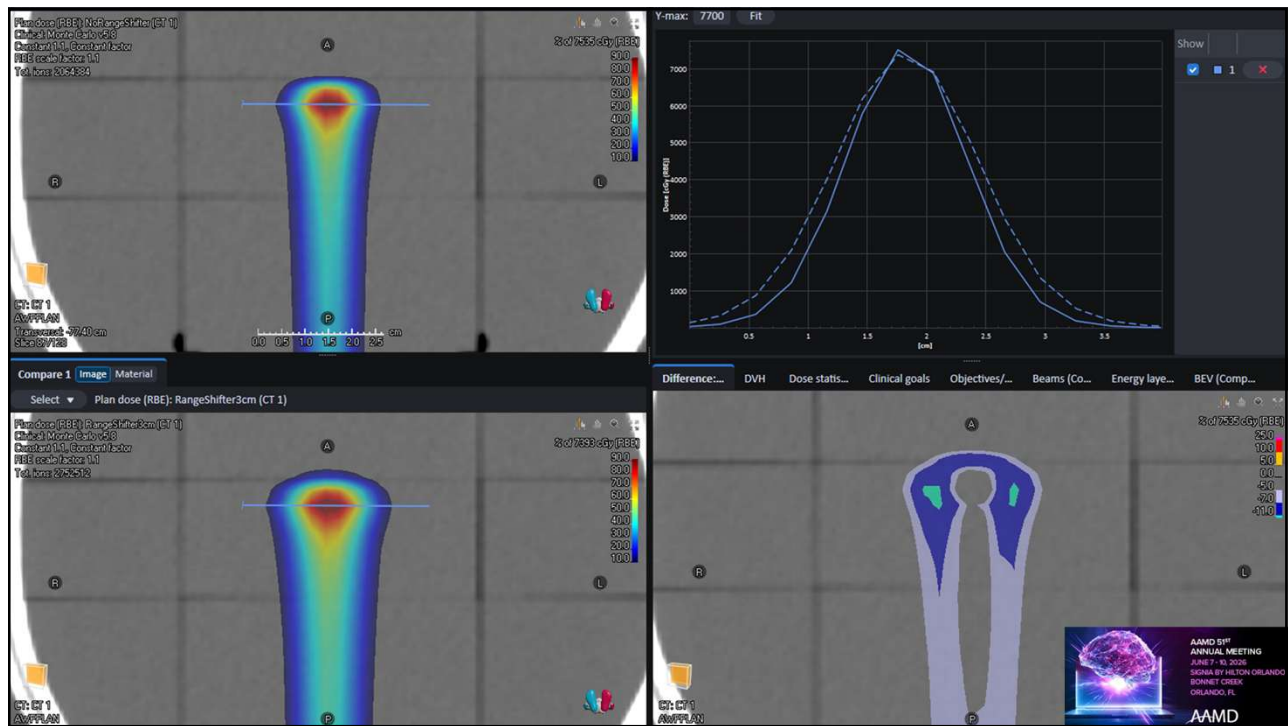 Plan dose (RBE): NoRangeShifter (CT 1)
Clinical: Monte Carlo v5.8
Constant 1.1, Constant factor
RBE scale factor: 1.1
Tot. ions: 2064384
A
% of 7535 cGy (RBE)
90.0
80.0
70.0
60.0
50.0
40.0
30.0
20.0
10.0
R
L
P
CT: CT 1
AWFPLAN
Transversal: -77.40 cm
Slice 87/128
0.0 0.5 1.0 1.5 2.0 2.5 cm
Y-max: 7700 Fit
Show
1
Dose [cGy (RBE)]
7000
6000
5000
4000
3000
2000
1000
0.5 1 1.5 2 2.5 3 3.5
[cm]
Compare 1 Image Material
Select Plan dose (RBE): RangeShifter3cm (CT 1)
Plan dose (RBE): RangeShifter3cm (CT 1)
Clinical: Monte Carlo v5.8
Constant 1.1, Constant factor
RBE scale factor: 1.1
Tot. ions: 2752512
A
% of 7393 cGy (RBE)
90.0
80.0
70.0
60.0
50.0
40.0
30.0
20.0
10.0
R
L
P
CT: CT 1
AWFPLAN
Difference:... DVH Dose statis... Clinical goals Objectives/... Beams (Co... Energy laye... BEV (Comp...
A
% of 7535 cGy (RBE)
25.0
10.0
5.0
0.0
-5.0
-7.0
-11.0
R
L
P
CT: CT 1
AWFPLAN
AAMD 51ST
ANNUAL MEETING
JUNE 7 - 10, 2026
SIGNIA BY HILTON ORLANDO
BONNET CREEK
ORLANDO, FL
AAMD